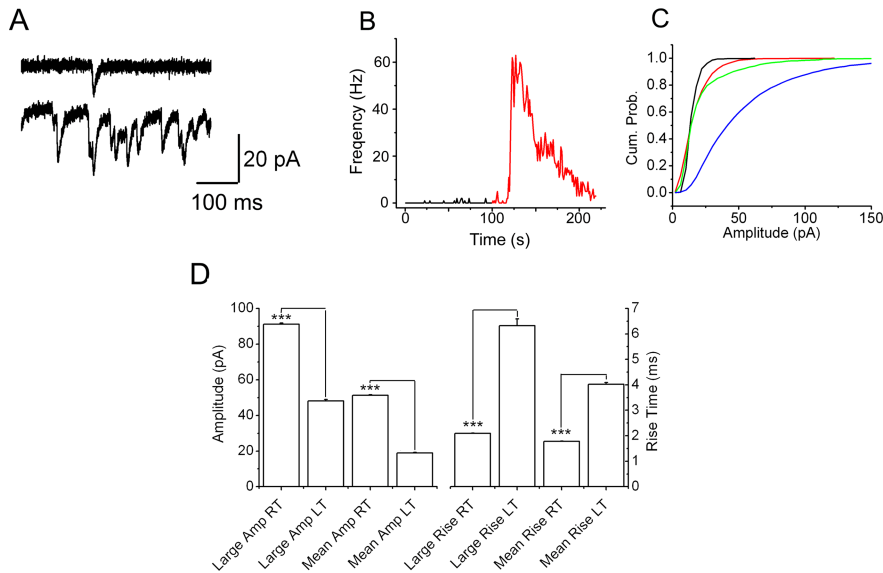 A
20 pA
100 ms
B
Freqency (Hz)
60
40
20
0
0
100
200
Time (s)
C
Cum. Prob.
1.0
0.8
0.6
0.4
0.2
0.0
0
50
100
150
Amplitude (pA)
D
Amplitude (pA)
100
80
60
40
20
0
***
***
***
***
7
6
5
4
3
2
1
0
Rise Time (ms)
Large Amp RT
Large Amp LT
Mean Amp RT
Mean Amp LT
Large Rise RT
Large Rise LT
Mean Rise RT
Mean Rise LT